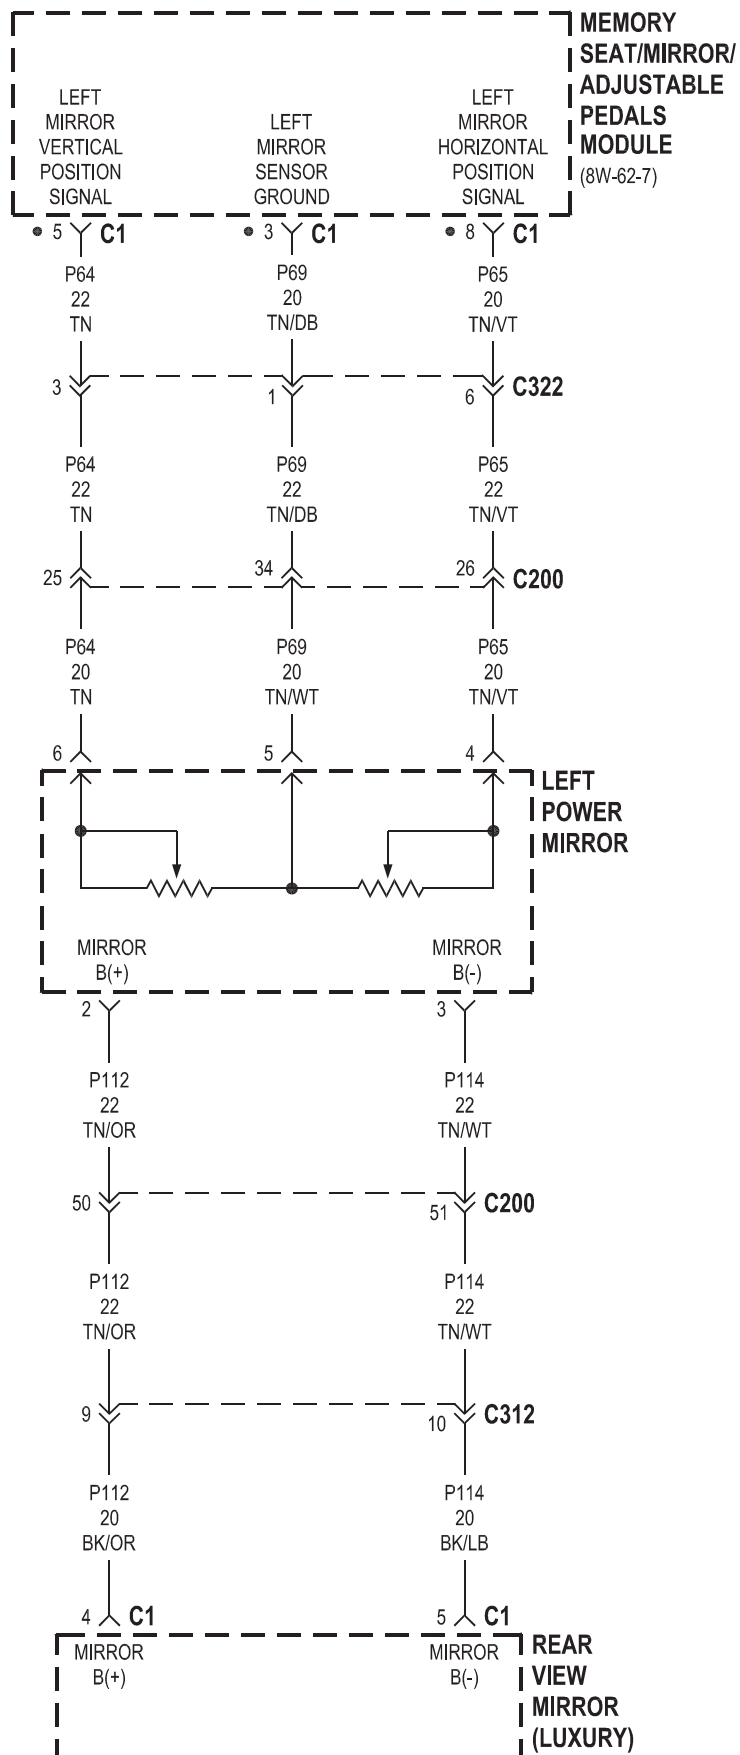 MEMORY
SEAT/MIRROR/
ADJUSTABLE
PEDALS
MODULE
(8W-62-7)
LEFT
MIRROR
VERTICAL
POSITION
SIGNAL
LEFT
MIRROR
SENSOR
GROUND
LEFT
MIRROR
HORIZONTAL
POSITION
SIGNAL
5 C1 3 C1 8 C1
P64 P69 P65
22 20 20
TN TN/DB TN/VT
3 1 6 C322
P64 P69 P65
22 22 22
TN TN/DB TN/VT
25 34 26 C200
P64 P69 P65
20 20 20
TN TN/WT TN/VT
6 5 4
LEFT
POWER
MIRROR
MIRROR
B(+)
MIRROR
B(-)
2 3
P112 P114
22 22
TN/OR TN/WT
50 51 C200
P112 P114
22 22
TN/OR TN/WT
9 10 C312
P112 P114
20 20
BK/OR BK/LB
4 C1 5 C1
MIRROR
B(+)
MIRROR
B(-)
REAR
VIEW
MIRROR
(LUXURY)